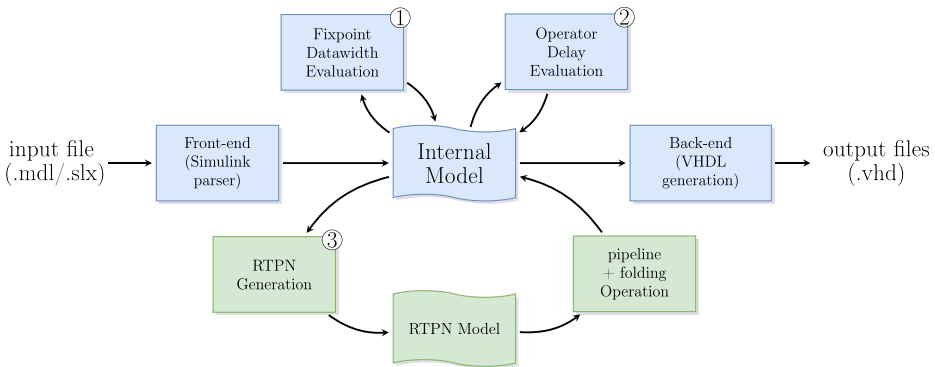 ①
Fixpoint
Datawidth
Evaluation
②
Operator
Delay
Evaluation
input file
(.mdl/.slx)
Front-end
(Simulink
parser)
Internal
Model
Back-end
(VHDL
generation)
output files
(.vhd)
③
RTPN
Generation
RTPN Model
pipeline
+ folding
Operation